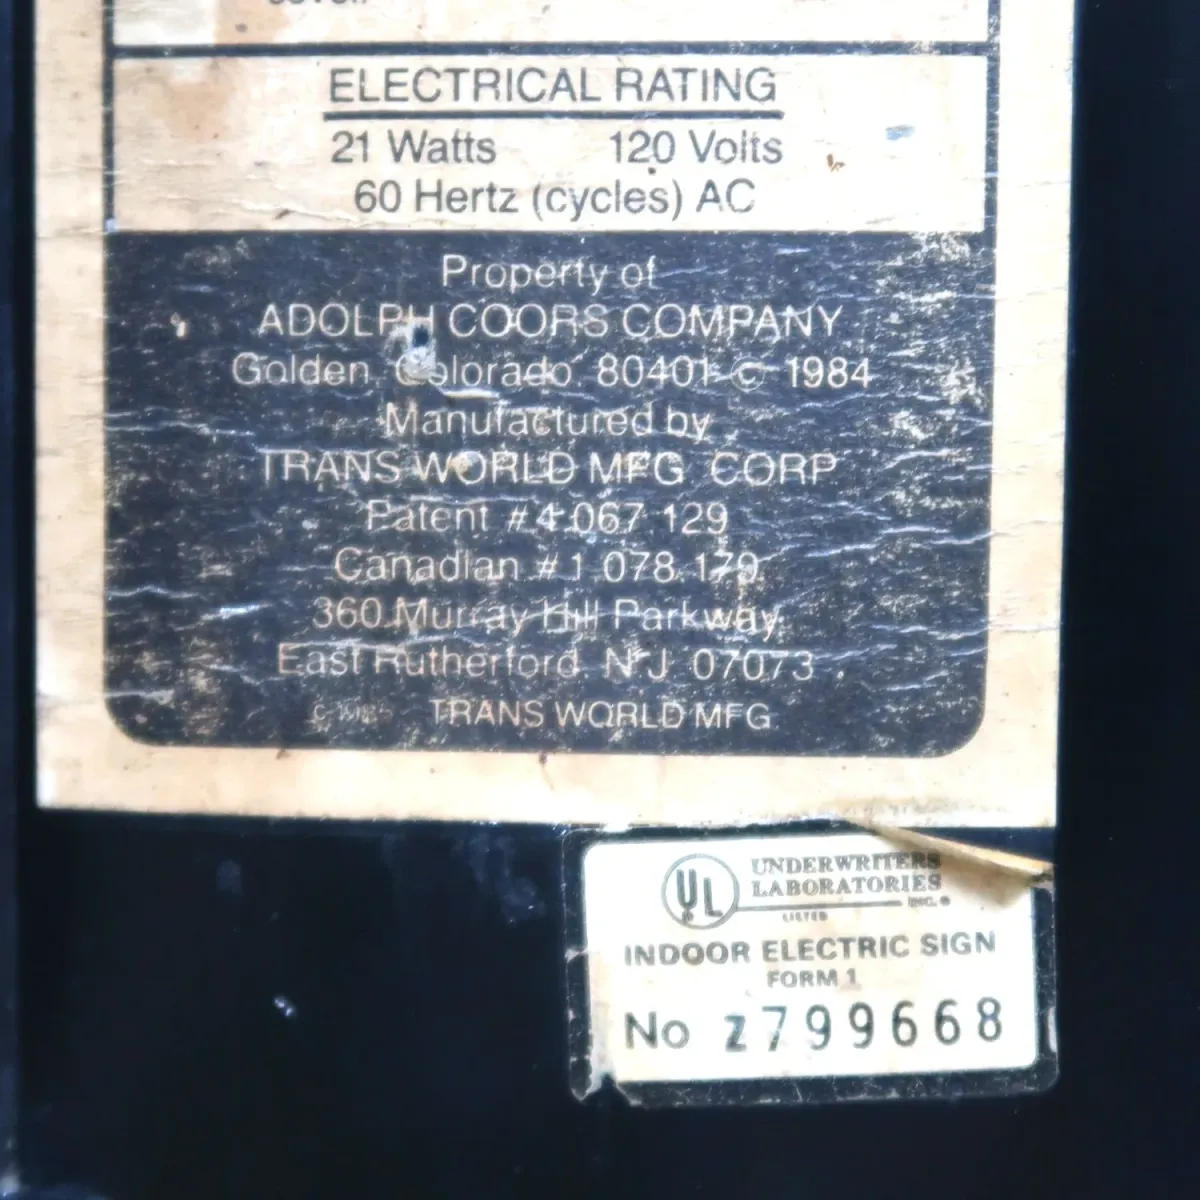 ELECTRICAL RATING
21 Watts 120 Volts
60 Hertz (cycles) AC
Property of
ADOLPH COORS COMPANY
Golden, Colorado. 80401 © 1984
Manufactured by
TRANS WORLD MFG CORP
Patent #4 067 129
Canadian #1 078 179
360 Murray Hill Parkway
East Rutherford N J 07073
TRANS WORLD MFG
UL
UNDERWRITERS
LABORATORIES
INC. ®
LISTED
INDOOR ELECTRIC SIGN
FORM 1
No Z799668